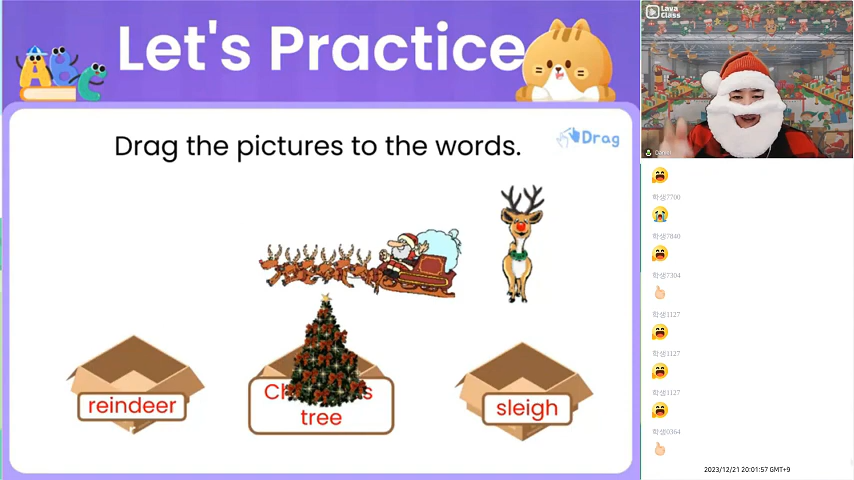 Let's Practice
Drag the pictures to the words.
Drag
reindeer
tree
sleigh
Lava
Class
Daniel
학생7700
학생7840
학생7304
학생1127
학생1127
학생1127
학생9364
2023/12/21 20:01:57 GMT+9